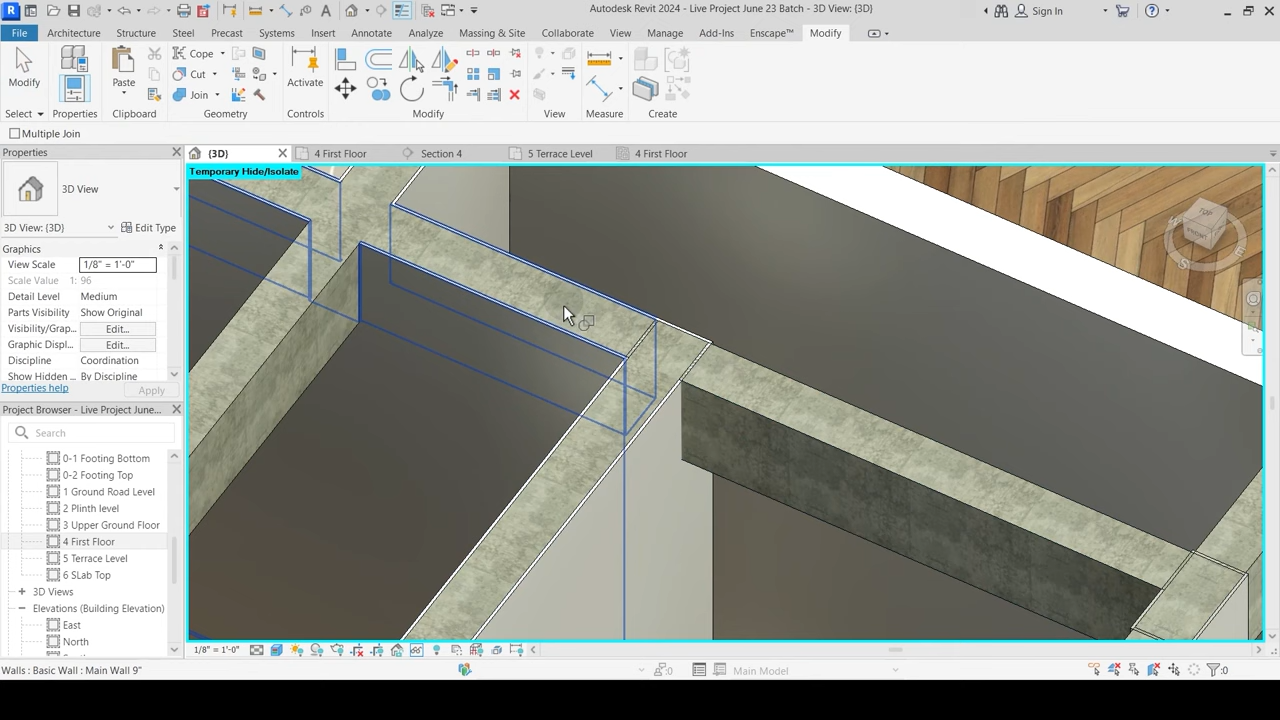 Autodesk Revit 2024 - Live Project June 23 Batch - 3D View: {3D}
Sign In
File Architecture Structure Steel Precast Systems Insert Annotate Analyze Massing & Site Collaborate View Manage Add-Ins Enscape™ Modify
Modify Paste Cope Cut Join Activate
Select Properties Clipboard Geometry Controls Modify View Measure Create
Multiple Join
Properties
{3D} 4 First Floor Section 4 5 Terrace Level 4 First Floor
Temporary Hide/Isolate
3D View
3D View: {3D} Edit Type
Graphics
View Scale 1/8" = 1'-0"
Scale Value 1: 96
Detail Level Medium
Parts Visibility Show Original
Visibility/Grap... Edit...
Graphic Displ... Edit...
Discipline Coordination
Show Hidden ... By Discipline
Properties help Apply
TOP
FRONT
W
S
E
Project Browser - Live Project June...
Search
0-1 Footing Bottom
0-2 Footing Top
1 Ground Road Level
2 Plinth level
3 Upper Ground Floor
4 First Floor
5 Terrace Level
6 SLab Top
3D Views
Elevations (Building Elevation)
East
North
1/8" = 1'-0"
Walls : Basic Wall : Main Wall 9" :0 Main Model :0